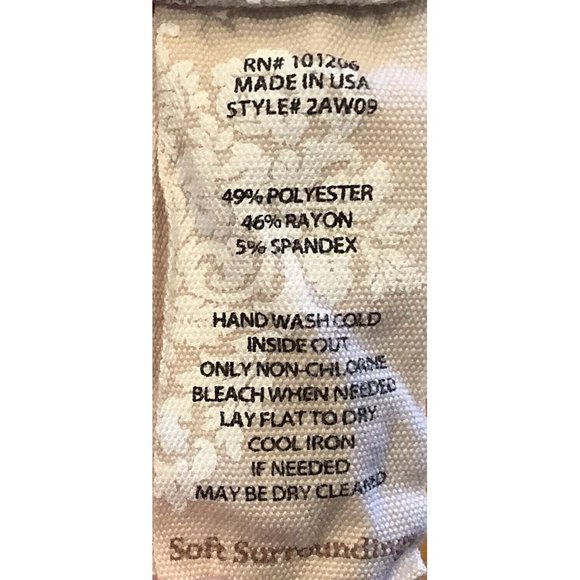 RN# 101206
MADE IN USA
STYLE# 2AW09
49% POLYESTER
46% RAYON
5% SPANDEX
HAND WASH COLD
INSIDE OUT
ONLY NON-CHLORINE
BLEACH WHEN NEEDED
LAY FLAT TO DRY
COOL IRON
IF NEEDED
MAY BE DRY CLEANED
Soft Surroundings